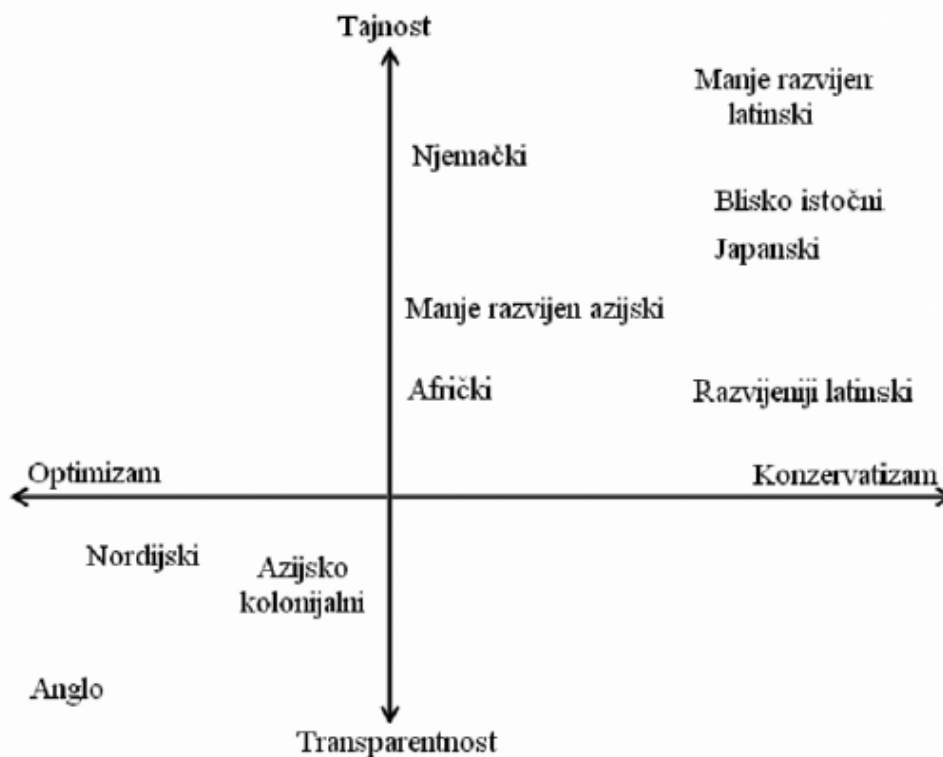 Tajnost
Manje razvijen
latinski
Njemački
Blisko istočni
Japanski
Manje razvijen azijski
Afrički
Razvijeniji latinski
Optimizam
Konzervatizam
Nordijski
Azijsko
kolonijalni
Anglo
Transparentnost